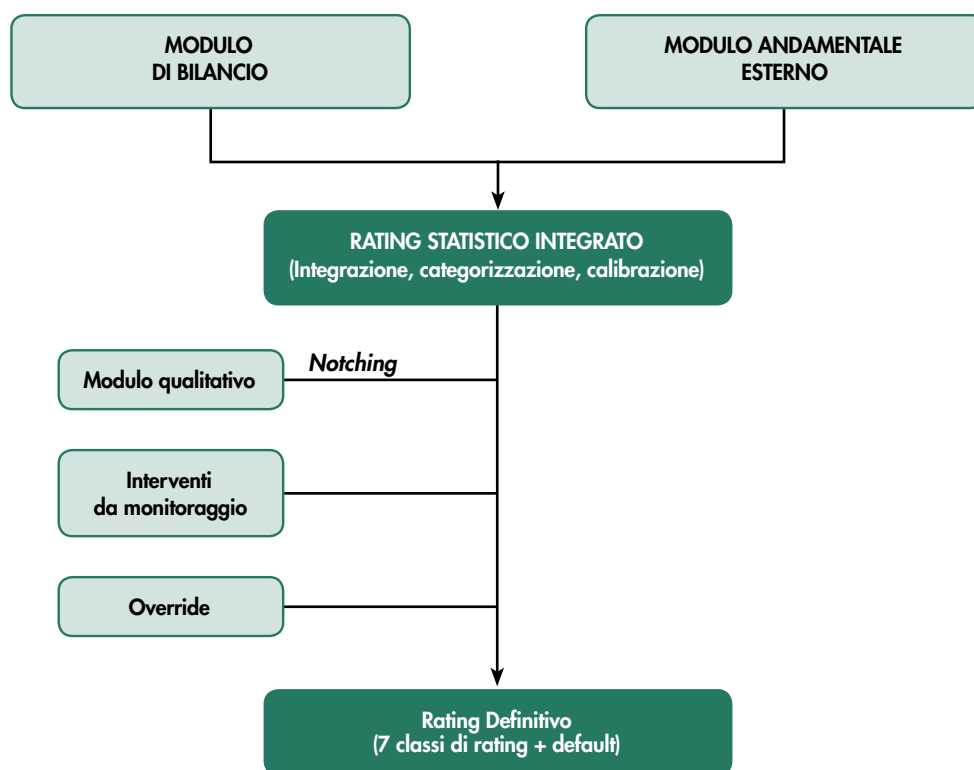 MODULO
DI BILANCIO
MODULO ANDAMENTALE
ESTERNO
RATING STATISTICO INTEGRATO
(Integrazione, categorizzazione, calibrazione)
Notching
Modulo qualitativo
Interventi
da monitoraggio
Override
Rating Definitivo
(7 classi di rating + default)